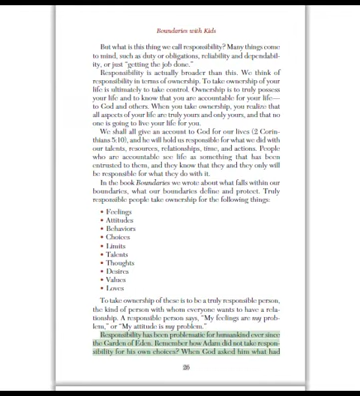 Boundaries with Kids
But what is this thing we call responsibility? Many things come
to mind, such as duty or obligations, reliability and dependabil-
ity, or just "getting the job done."
Responsibility is actually broader than this. We think of
responsibility in terms of ownership. To take ownership of your
life is ultimately to take control. Ownership is to truly possess
your life and to know that you are accountable for your life—
to God and others. When you take ownership, you realize that
all aspects of your life are truly yours and only yours, and that no
one is going to live your life for you.
We shall all give an account to God for our lives (2 Corin-
thians 5:10), and he will hold us responsible for what we did with
our talents, resources, relationships, time, and actions. People
who are accountable see life as something that has been
entrusted to them, and they know that they and they only will
be responsible for what they do with it.
In the book Boundaries we wrote about what falls within our
boundaries, what our boundaries define and protect. Truly
responsible people take ownership for the following things:
• Feelings
• Attitudes
• Behaviors
• Choices
• Limits
• Talents
• Thoughts
• Desires
• Values
• Loves
To take ownership of these is to be a truly responsible person,
the kind of person with whom everyone wants to have a rela-
tionship. A responsible person says, "My feelings are my prob-
lem," or "My attitude is my problem."
Responsibility has been problematic for humankind ever since
the Garden of Eden. Remember how Adam did not take respon-
sibility for his own choices? When God asked him what had
26